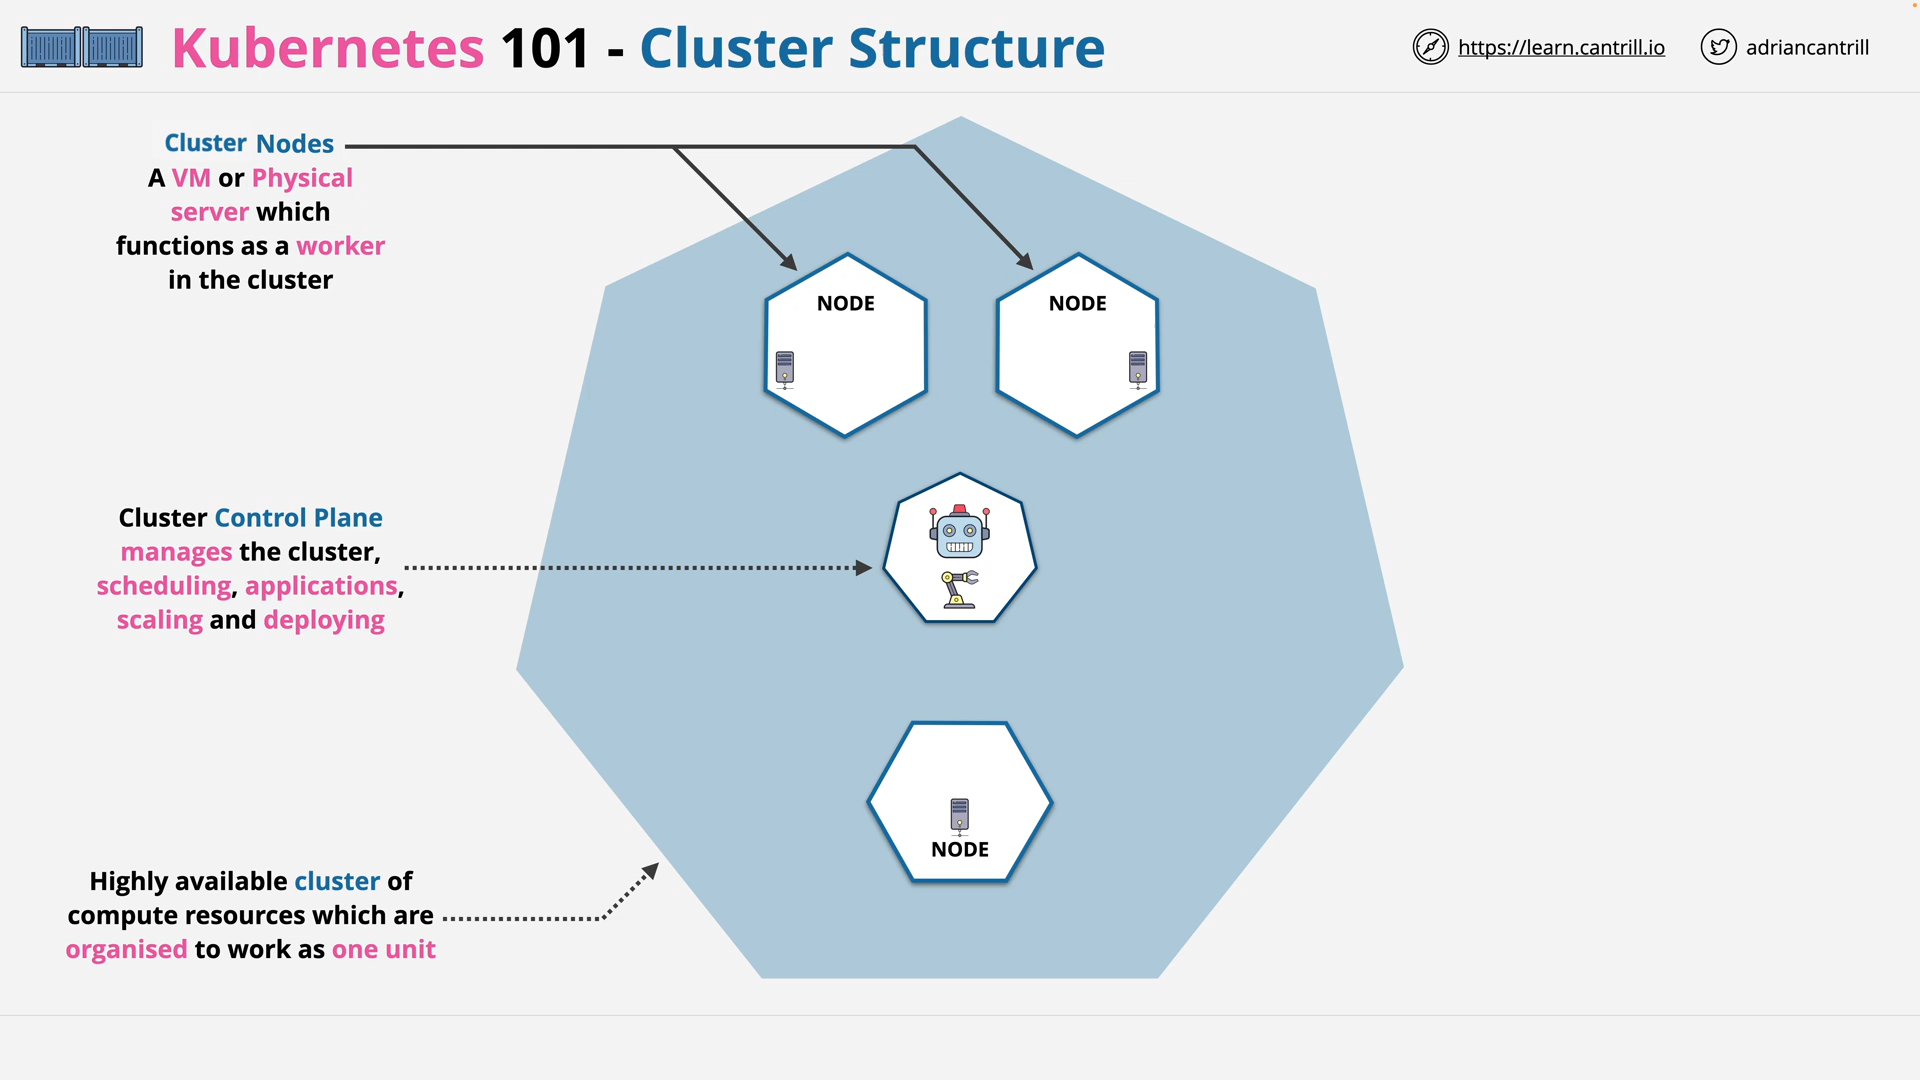 Kubernetes 101 - Cluster Structure
https://learn.cantrill.io
adriancantrill
Cluster Nodes
A VM or Physical
server which
functions as a worker
in the cluster
NODE
NODE
Cluster Control Plane
manages the cluster,
scheduling, applications,
scaling and deploying
NODE
Highly available cluster of
compute resources which are
organised to work as one unit